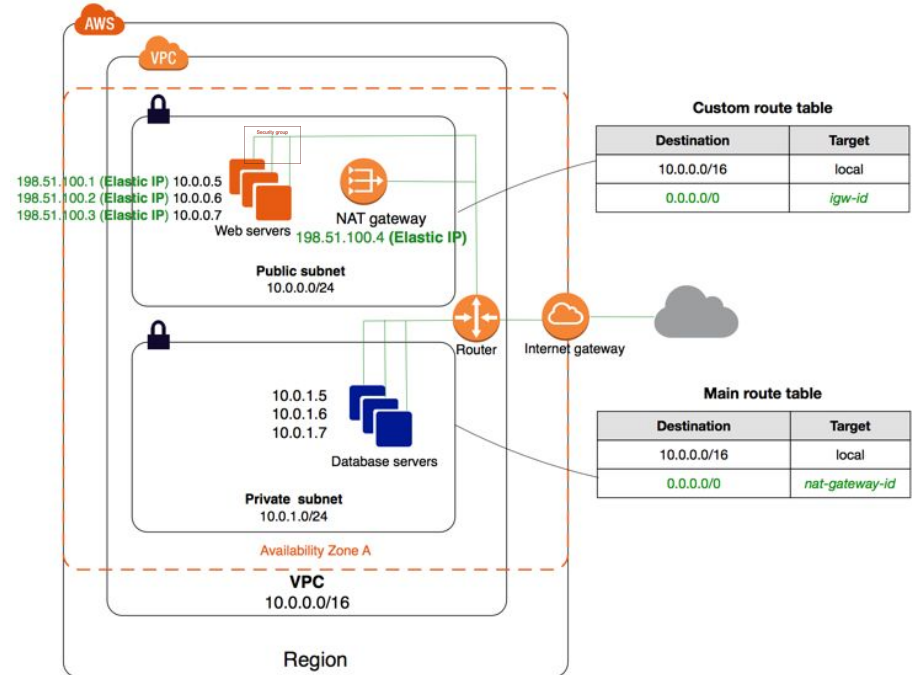 AWS
VPC
Security group
198.51.100.1 (Elastic IP) 10.0.0.5
198.51.100.2 (Elastic IP) 10.0.0.6
198.51.100.3 (Elastic IP) 10.0.0.7
Web servers
NAT gateway
198.51.100.4 (Elastic IP)
Public subnet
10.0.0.0/24
Custom route table
Destination Target
10.0.0.0/16 local
0.0.0.0/0 igw-id
Router
Internet gateway
10.0.1.5
10.0.1.6
10.0.1.7
Database servers
Private subnet
10.0.1.0/24
Main route table
Destination Target
10.0.0.0/16 local
0.0.0.0/0 nat-gateway-id
Availability Zone A
VPC
10.0.0.0/16
Region